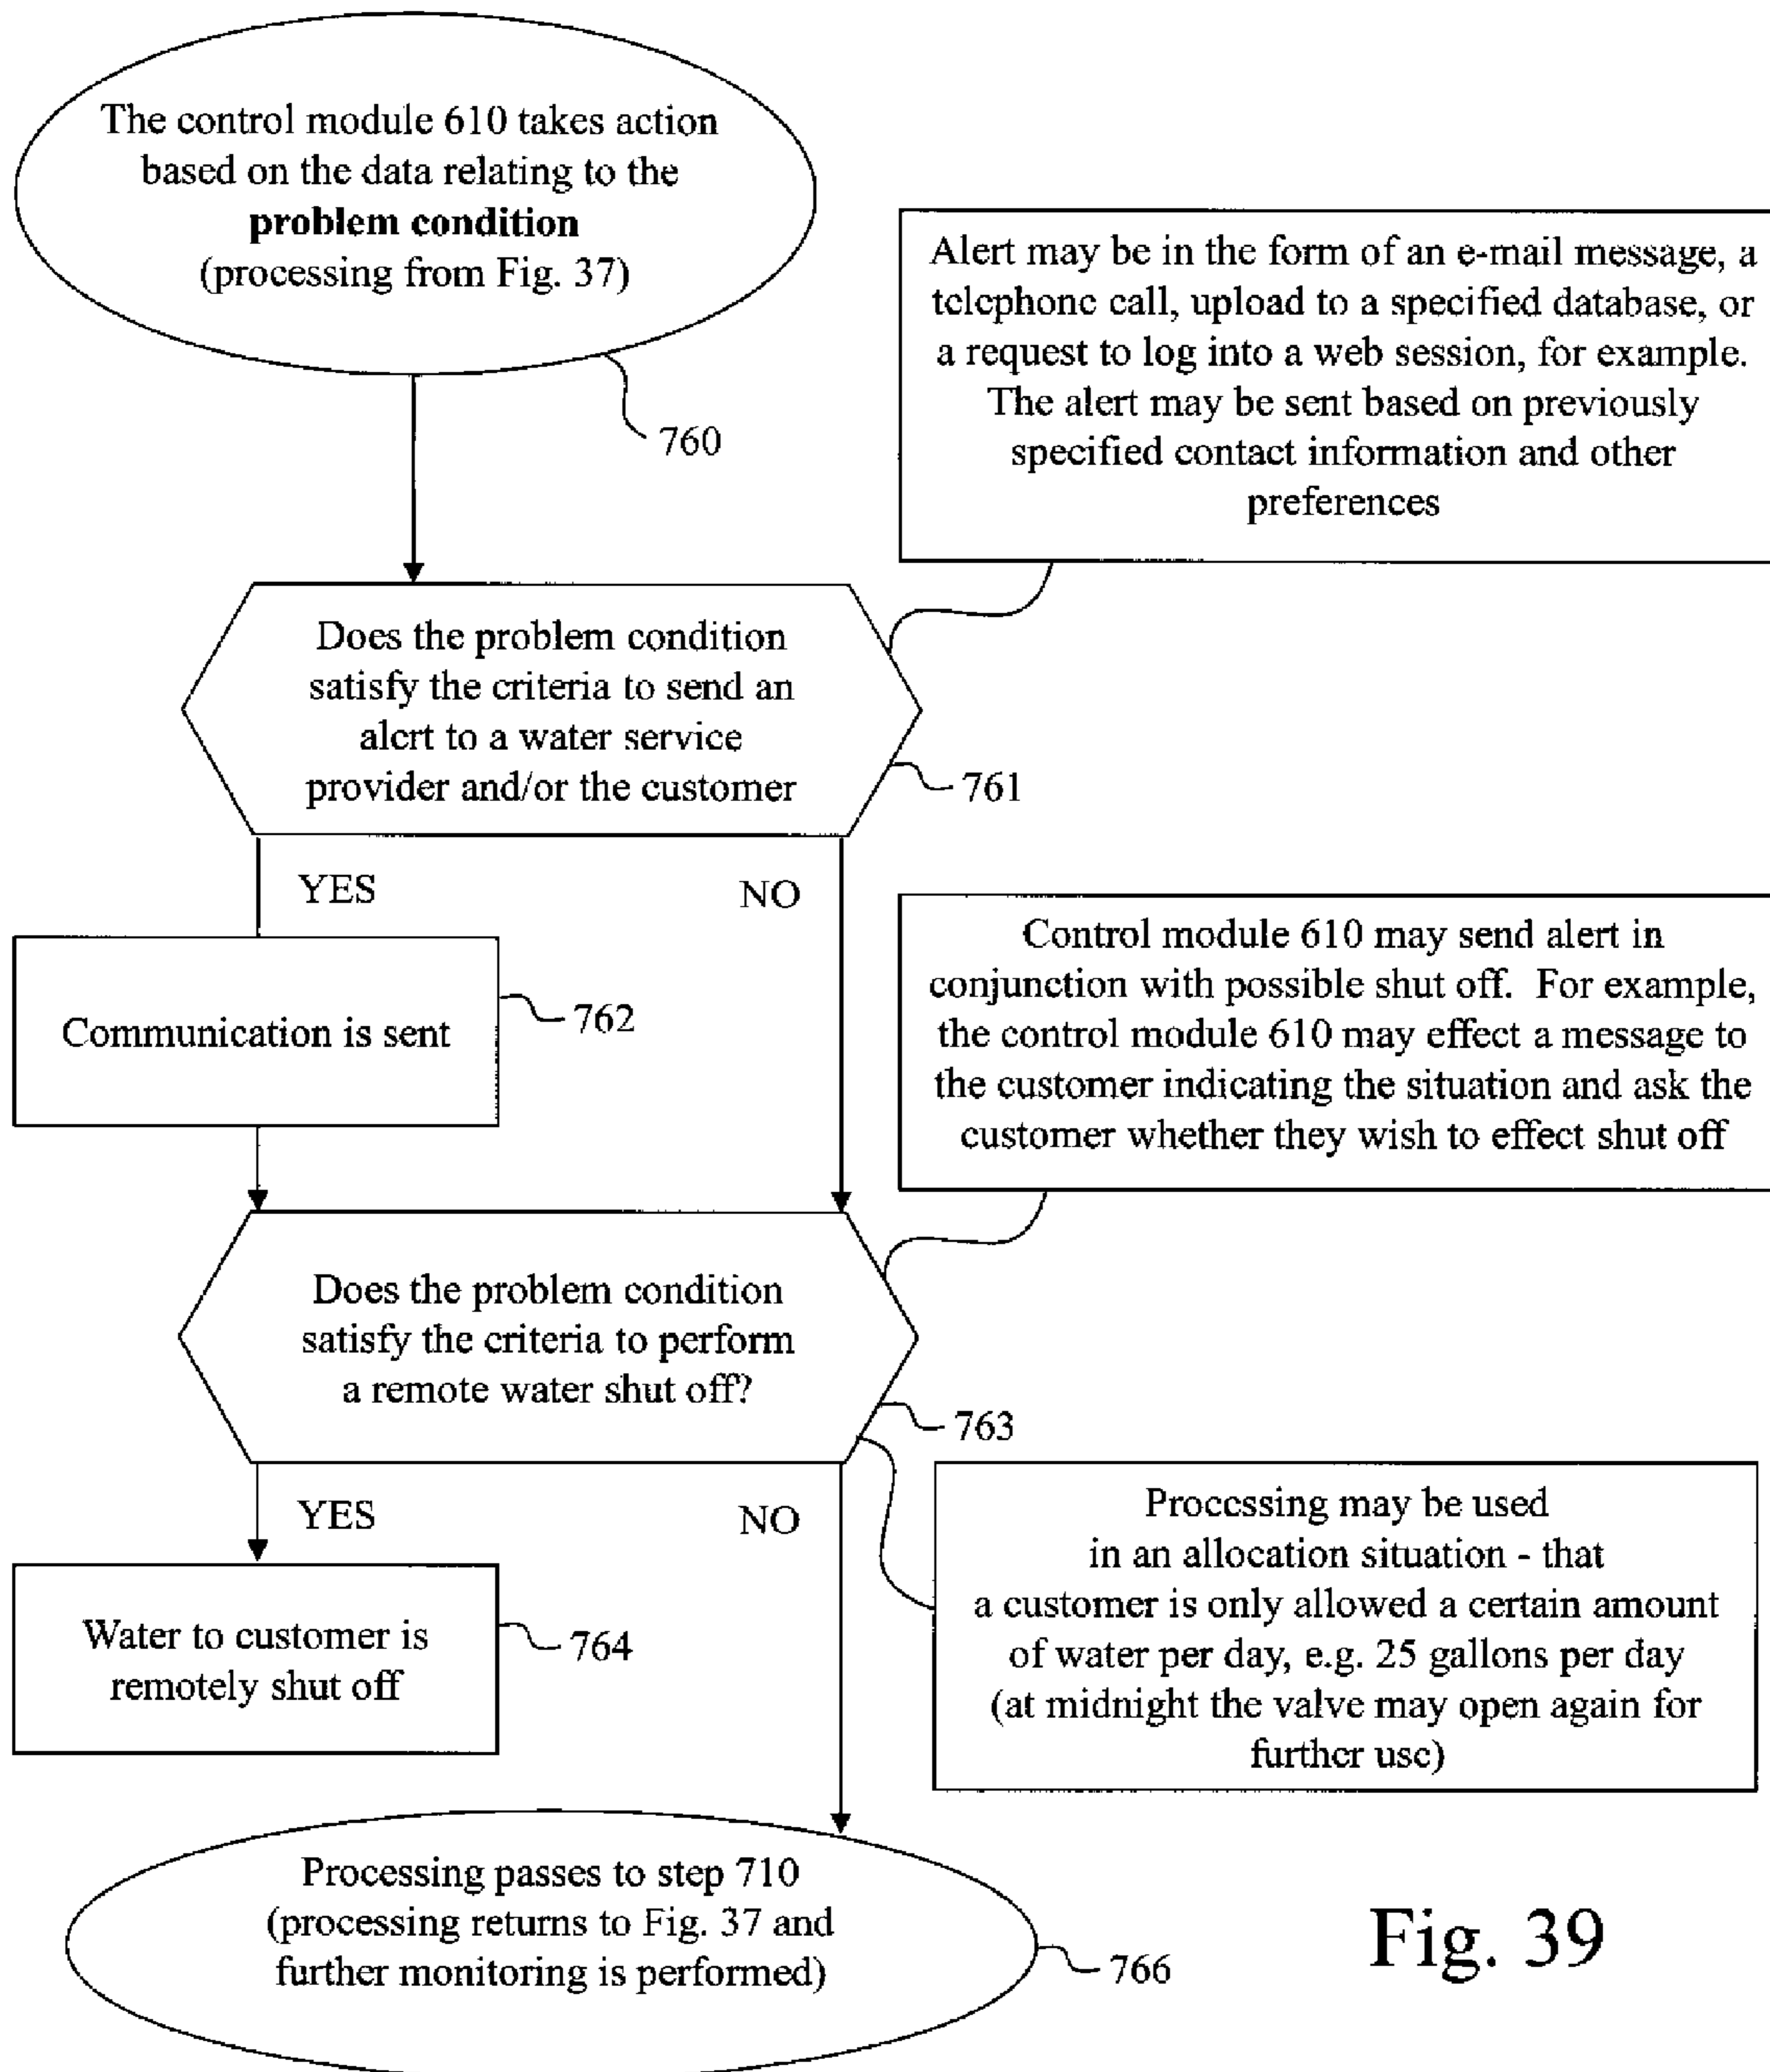 The control module 610 takes action
based on the data relating to the
problem condition
(processing from Fig. 37)
760
Alert may be in the form of an e-mail message, a
telephone call, upload to a specified database, or
a request to log into a web session, for example.
The alert may be sent based on previously
specified contact information and other
preferences
Does the problem condition
satisfy the criteria to send an
alert to a water service
provider and/or the customer
761
YES
NO
Communication is sent
762
Control module 610 may send alert in
conjunction with possible shut off. For example,
the control module 610 may effect a message to
the customer indicating the situation and ask the
customer whether they wish to effect shut off
Does the problem condition
satisfy the criteria to perform
a remote water shut off?
763
YES
NO
Water to customer is
remotely shut off
764
Processing may be used
in an allocation situation - that
a customer is only allowed a certain amount
of water per day, e.g. 25 gallons per day
(at midnight the valve may open again for
further use)
Processing passes to step 710
(processing returns to Fig. 37 and
further monitoring is performed)
766
Fig. 39